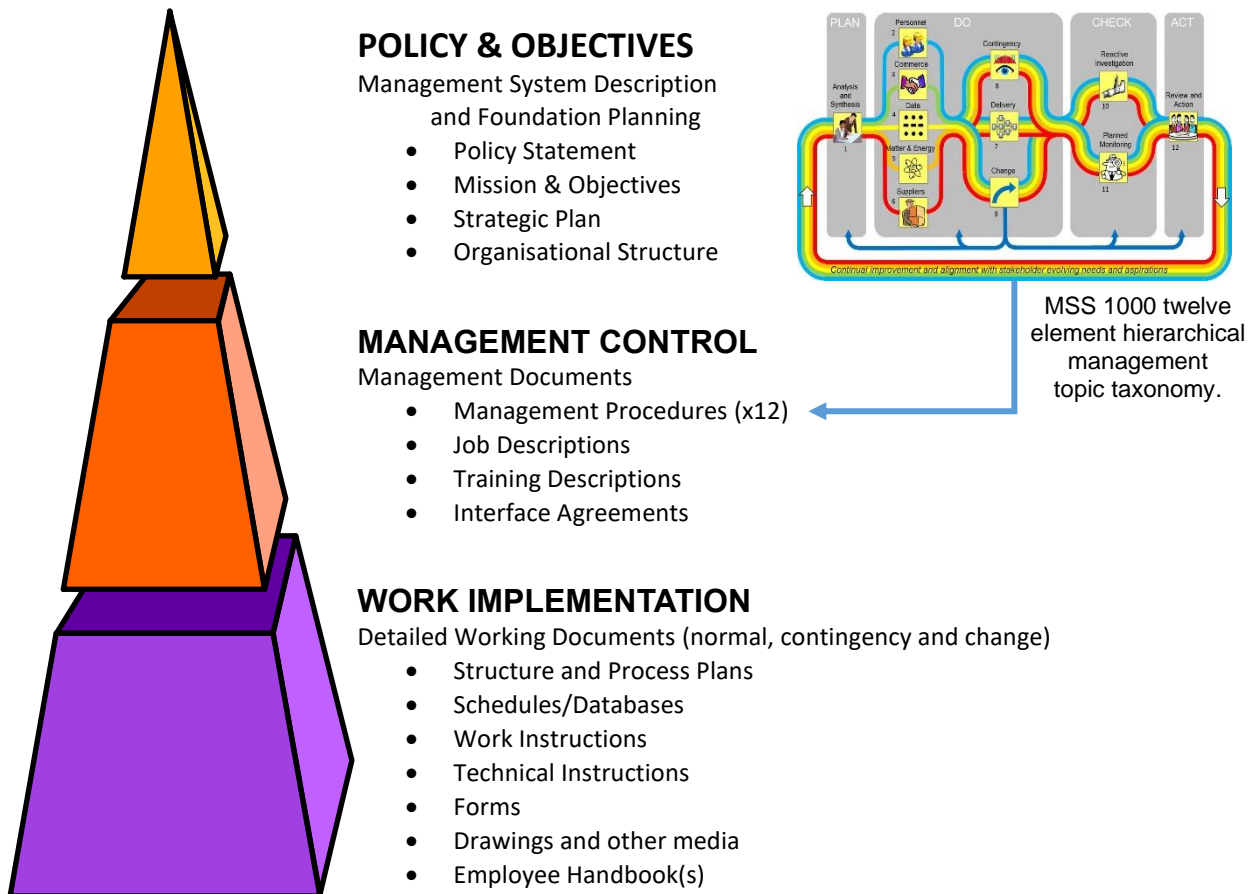 POLICY & OBJECTIVES
Management System Description
and Foundation Planning
• Policy Statement
• Mission & Objectives
• Strategic Plan
• Organisational Structure
PLAN
DO
CHECK
ACT
Analysis
and
Synthosis
1
Personnel
2
Commerce
3
Data
4
Matter & Energy
5
Suppliers
6
Contingency
8
Delivery
7
Change
9
Reactive
Investigation
10
Planned
Monitoring
11
Review and
Action
12
Continual improvement and alignment with stakeholder evolving needs and aspirations
MSS 1000 twelve
element hierarchical
management
topic taxonomy.
MANAGEMENT CONTROL
Management Documents
• Management Procedures (x12)
• Job Descriptions
• Training Descriptions
• Interface Agreements
WORK IMPLEMENTATION
Detailed Working Documents (normal, contingency and change)
• Structure and Process Plans
• Schedules/Databases
• Work Instructions
• Technical Instructions
• Forms
• Drawings and other media
• Employee Handbook(s)